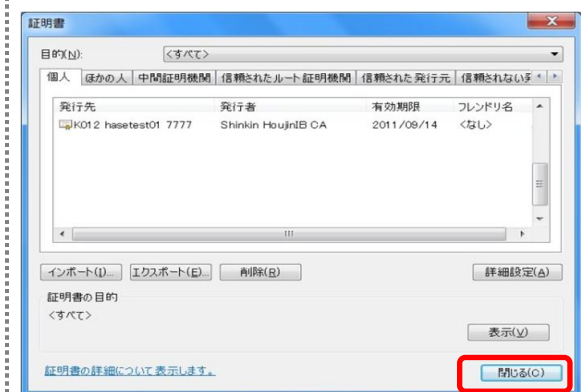 証明書
目的(N): <すべて>
個人 ほかの人 中間証明機関 信頼されたルート証明機関 信頼された発行元 信頼されない
発行先 発行者 有効期限 フレンドリ名
K012 hasetest01 7777 Shinkin HoujinIB CA 2011/09/14 <なし>
インポート(I)... エクスポート(E)... 削除(R) 詳細設定(A)
証明書の目的
<すべて>
表示(V)
証明書の詳細について表示します。 閉じる(C)